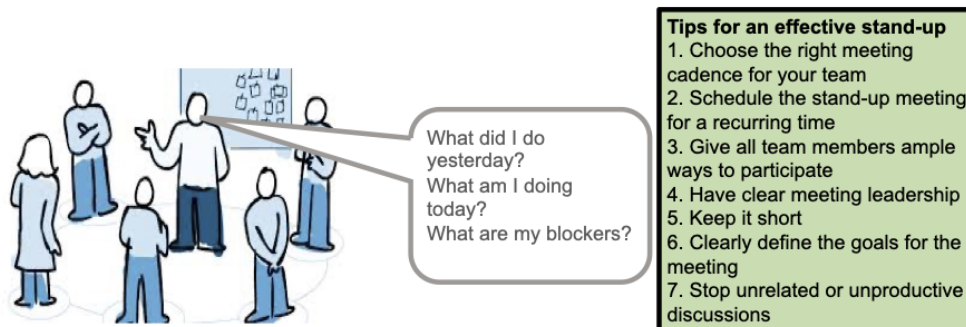 What did I do
yesterday?
What am I doing
today?
What are my blockers?
Tips for an effective stand-up
1. Choose the right meeting
cadence for your team
2. Schedule the stand-up meeting
for a recurring time
3. Give all team members ample
ways to participate
4. Have clear meeting leadership
5. Keep it short
6. Clearly define the goals for the
meeting
7. Stop unrelated or unproductive
discussions